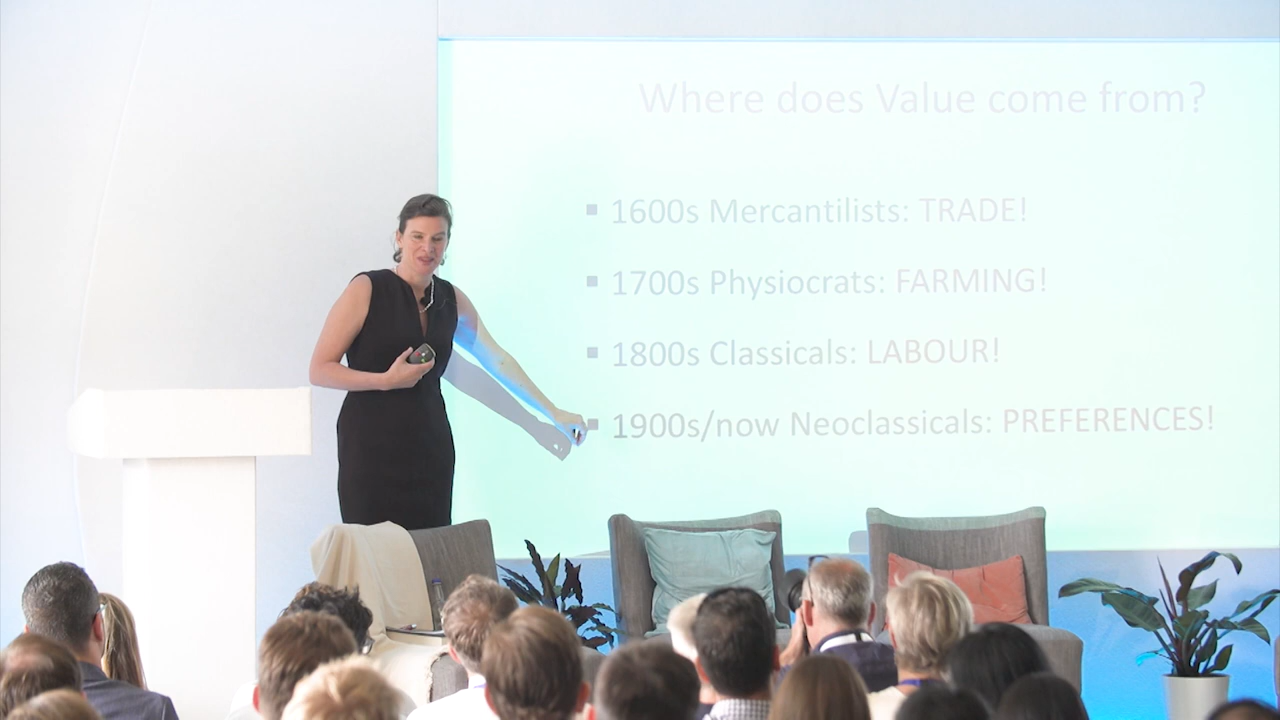 Where does Value come from?
▪ 1600s Mercantilists: TRADE!
▪ 1700s Physiocrats: FARMING!
▪ 1800s Classicals: LABOUR!
▪ 1900s/now Neoclassicals: PREFERENCES!